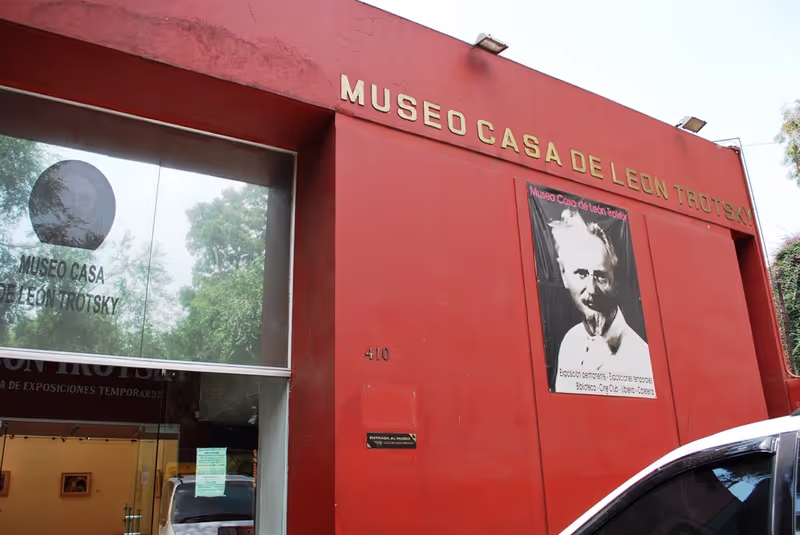 MUSEO CASA DE LEON TROTSKY
Museo Casa de León Trotsky
MUSEO CASA
DE LEÓN TROTSKY
410
Exposición permanente · Exposiciones temporales
Biblioteca · Cine Club · Librería · Cafetería
ENTRADA AL MUSEO
LEON TROTSKY
A DE EXPOSICIONES TEMPORALES